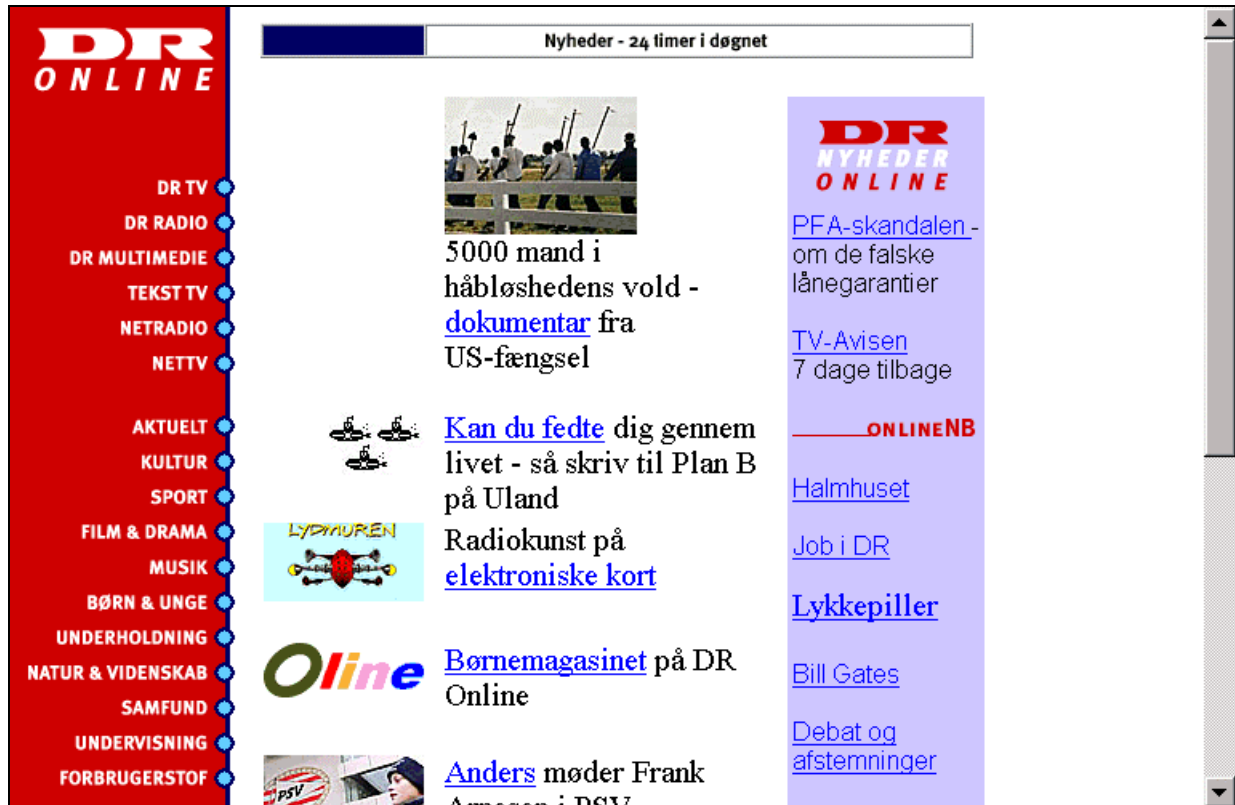 DR
ONLINE
DR TV
DR RADIO
DR MULTIMEDIE
TEKST TV
NETRADIO
NETTV
AKTUELT
KULTUR
SPORT
FILM & DRAMA
MUSIK
BØRN & UNGE
UNDERHOLDNING
NATUR & VIDENSKAB
SAMFUND
UNDERVISNING
FORBRUGERSTOF
Nyheder - 24 timer i døgnet
5000 mand i
håbløshedens vold -
dokumentar fra
US-fængsel
Kan du fedte dig gennem
livet - så skriv til Plan B
på Uland
LYDMUREN
Radiokunst på
elektroniske kort
Oline
Børnemagasinet på DR
Online
PSV
Anders møder Frank
Arnesen i PSV
DR
NYHEDER
ONLINE
PFA-skandalen -
om de falske
lånegarantier
TV-Avisen
7 dage tilbage
ONLINENB
Halmhuset
Job i DR
Lykkepiller
Bill Gates
Debat og
afstemninger